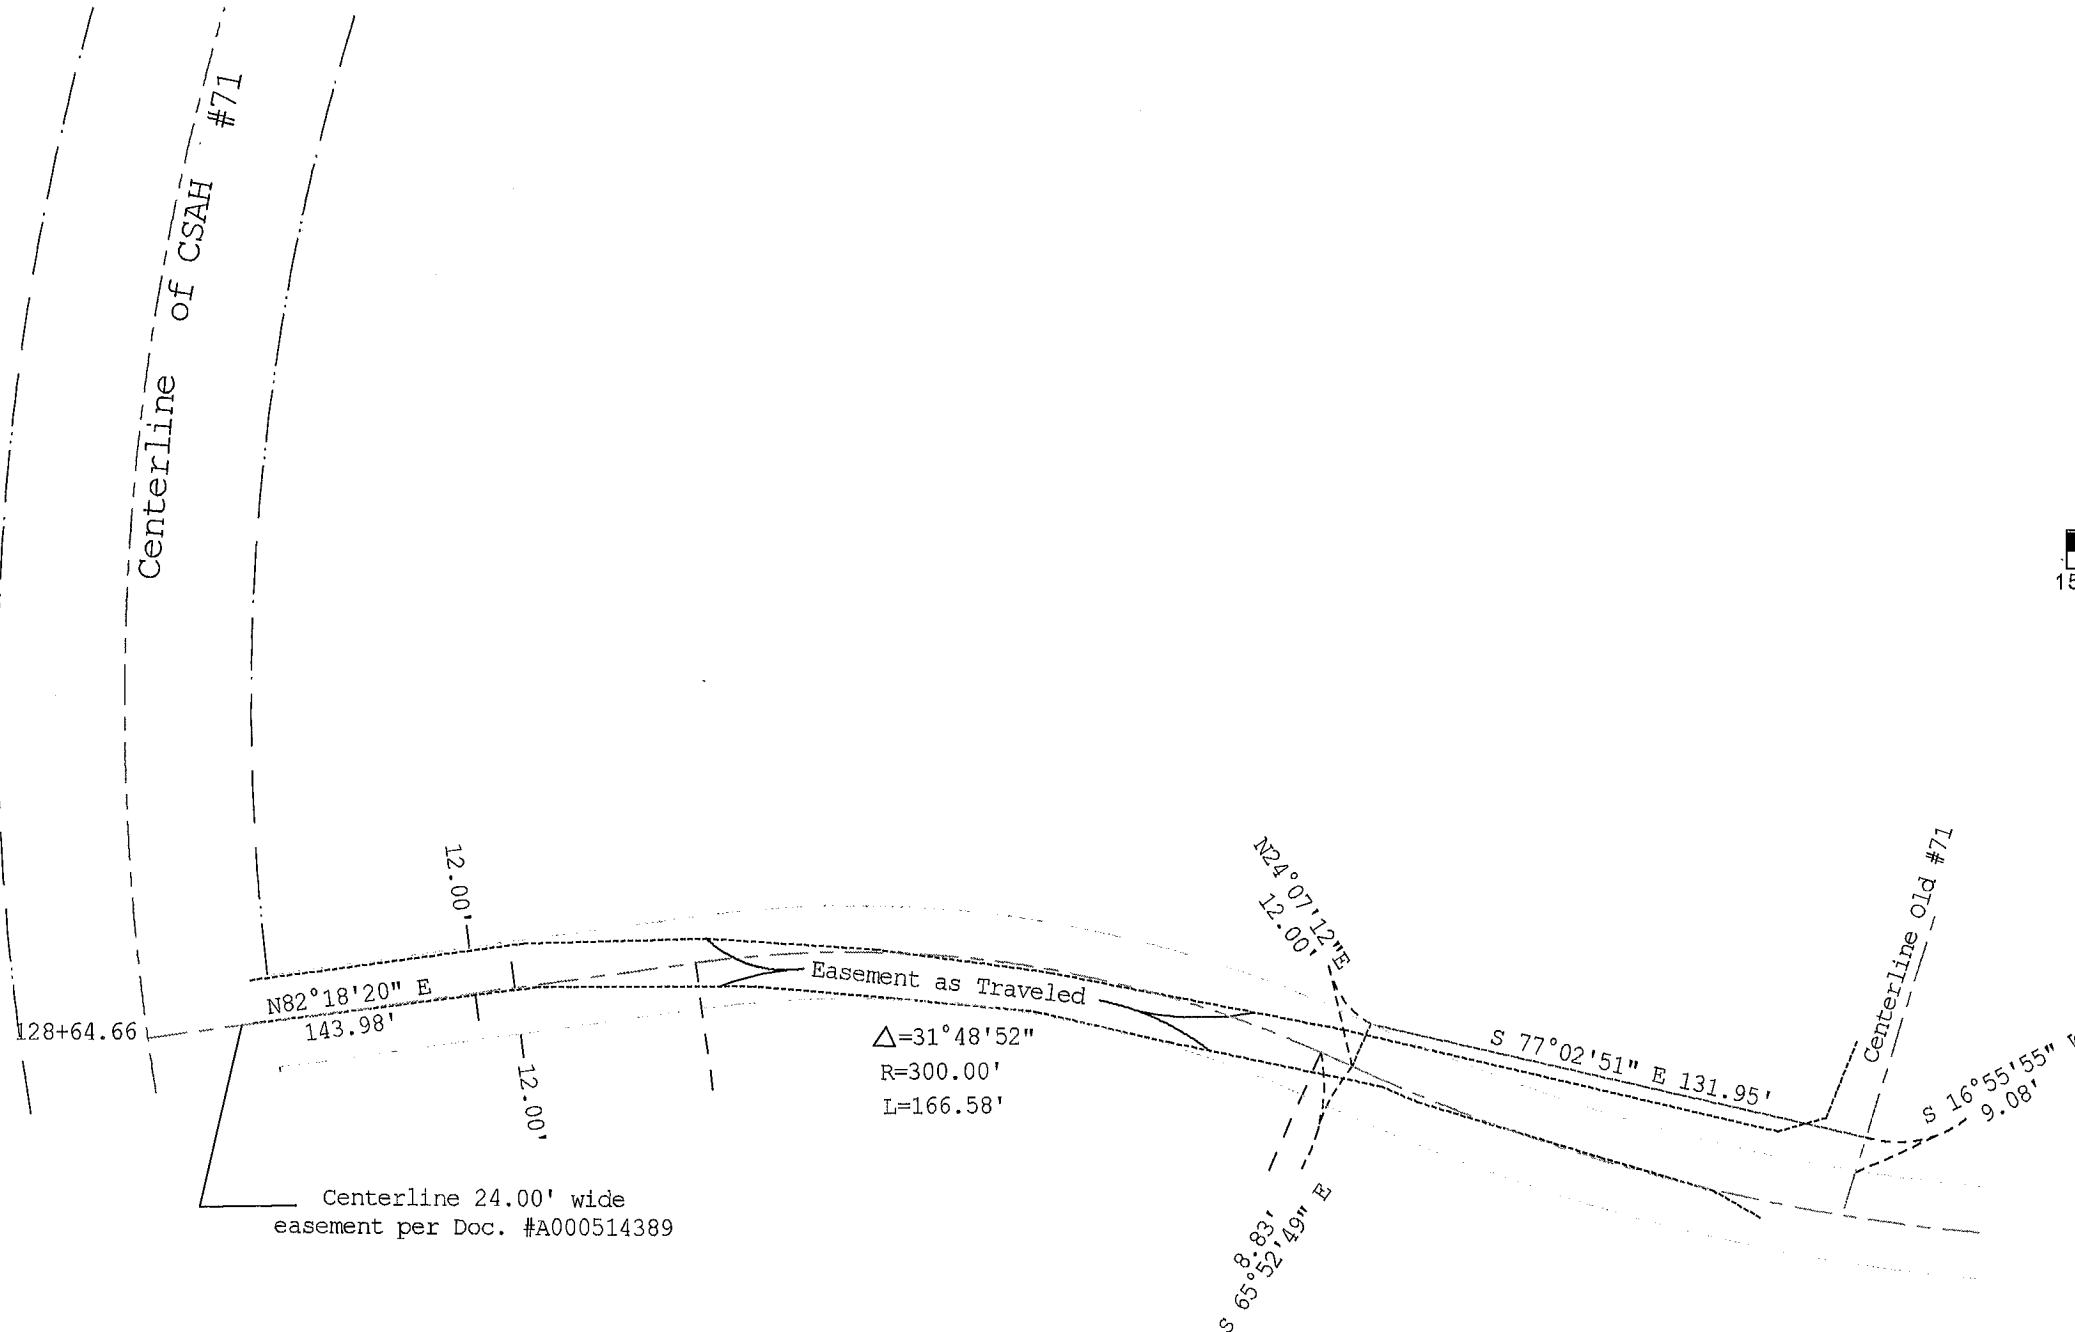 Centerline of CSAH #71
12.00'
N82°18'20" E
143.98'
128+64.66
12.00'
Easement as Traveled
Δ=31°48'52"
R=300.00'
L=166.58'
N24°07'12"E
12.00'
S 77°02'51" E 131.95'
Centerline Old #71
S 16°55'55"
9.08'
8.83'
S 65°52'49" E
Centerline 24.00' wide
easement per Doc. #A000514389
15